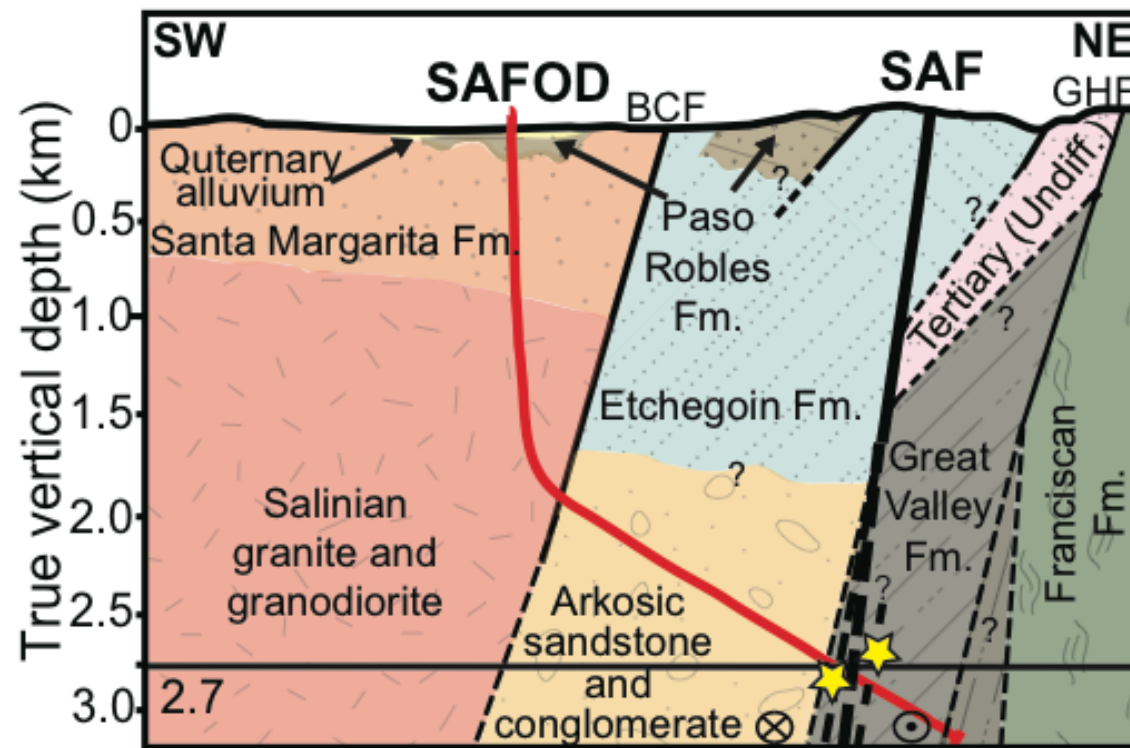 SW
NE
SAFOD
BCF
SAF
GHF
True vertical depth (km)
0
0.5
1.0
1.5
2.0
2.5
3.0
2.7
Quternary
alluvium
Santa Margarita Fm.
Paso
Robles
Fm.
?
?
Tertiary (Undiff.)
?
Etchegoin Fm.
?
Great
Valley
Fm.
?
?
Franciscan
Fm.
Salinian
granite and
granodiorite
Arkosic
sandstone
and
conglomerate